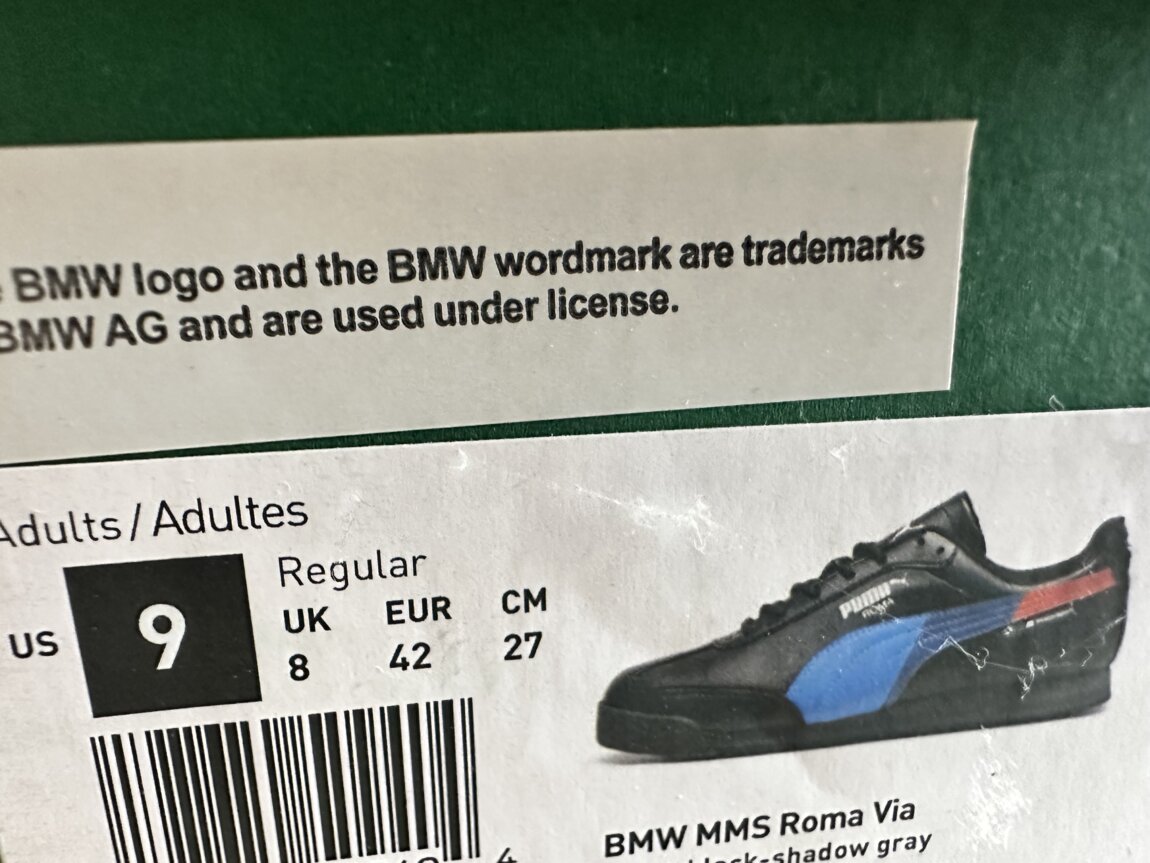 BMW logo and the BMW wordmark are trademarks
BMW AG and are used under license.
Adults / Adultes
Regular
US 9
UK EUR CM
8 42 27
PUMA
ROMA
BMW MMS Roma Via
-shadow gray